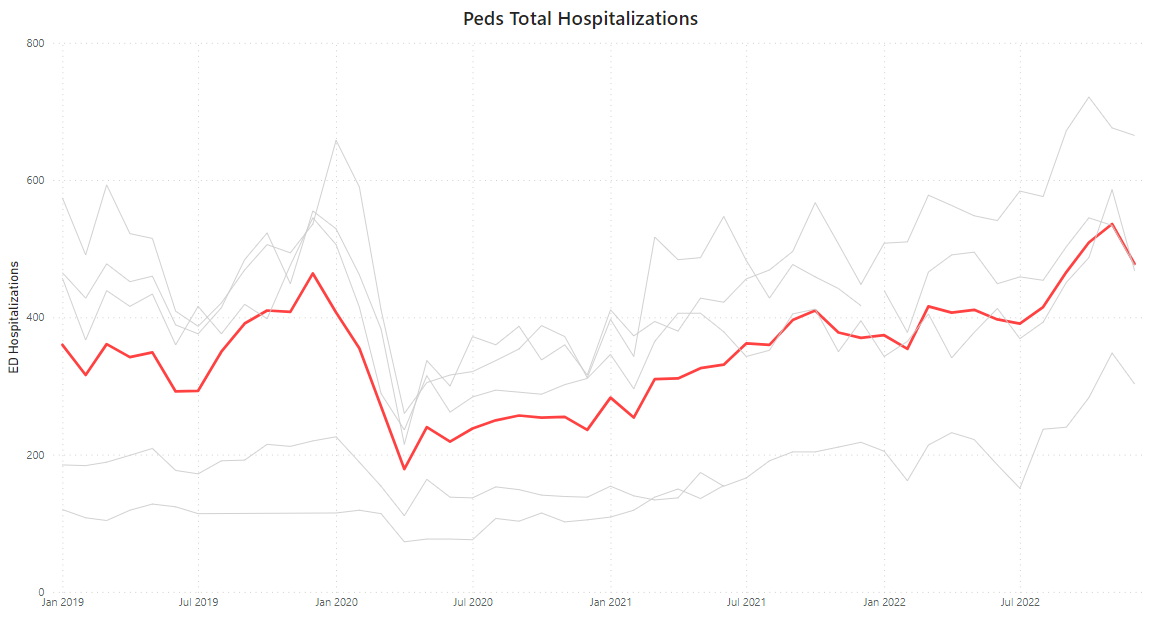 Peds Total Hospitalizations
ED Hospitalizations
800
600
400
200
0
Jan 2019 Jul 2019 Jan 2020 Jul 2020 Jan 2021 Jul 2021 Jan 2022 Jul 2022